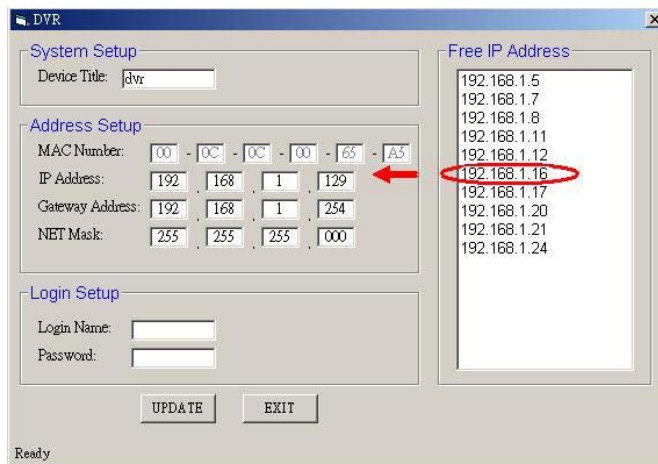 DVR
System Setup
Device Title: dvr
Address Setup
MAC Number: 00 - 0C - 0C - 00 - 65 - A5
IP Address: 192 . 168 . 1 . 129
Gateway Address: 192 . 168 . 1 . 254
NET Mask: 255 . 255 . 255 . 000
Login Setup
Login Name:
Password:
UPDATE EXIT
Ready
Free IP Address
192.168.1.5
192.168.1.7
192.168.1.8
192.168.1.11
192.168.1.12
192.168.1.16
192.168.1.17
192.168.1.20
192.168.1.21
192.168.1.24